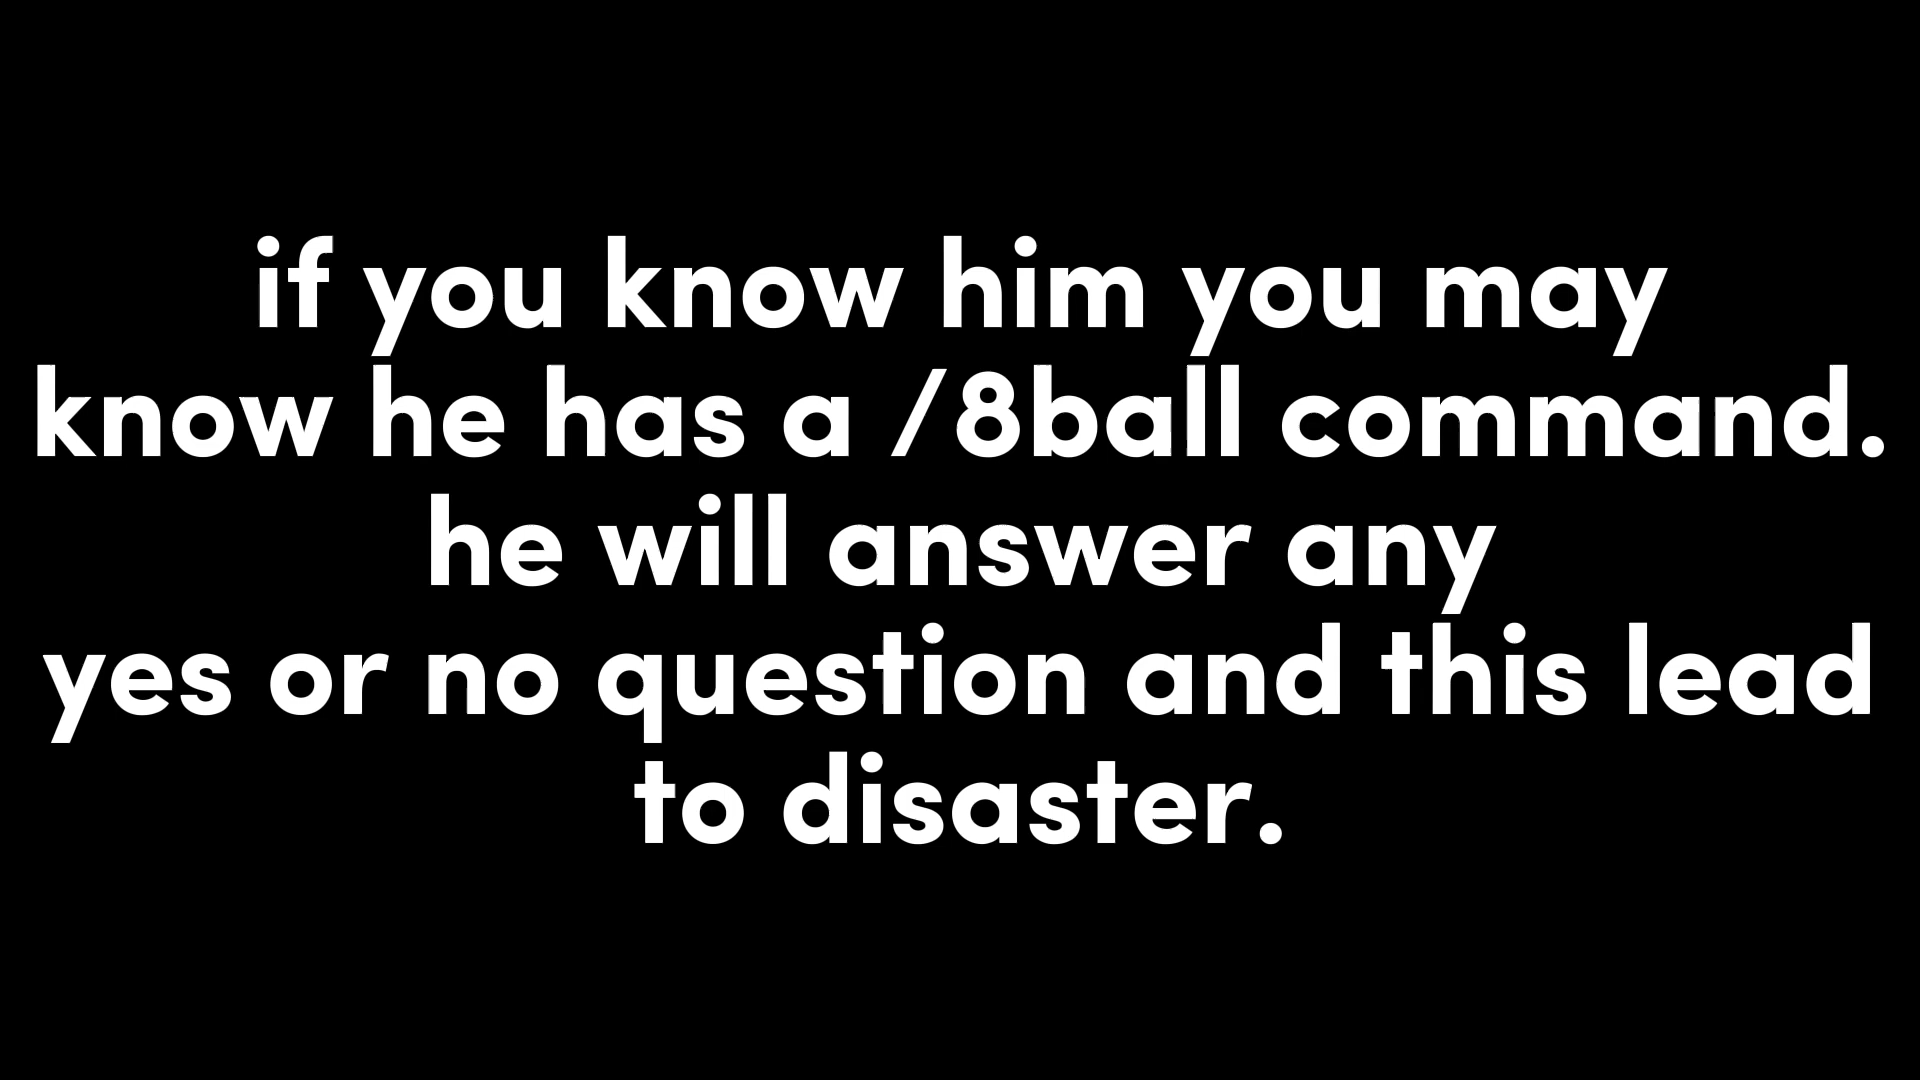 if you know him you may
know he has a /8ball command.
he will answer any
yes or no question and this lead
to disaster.